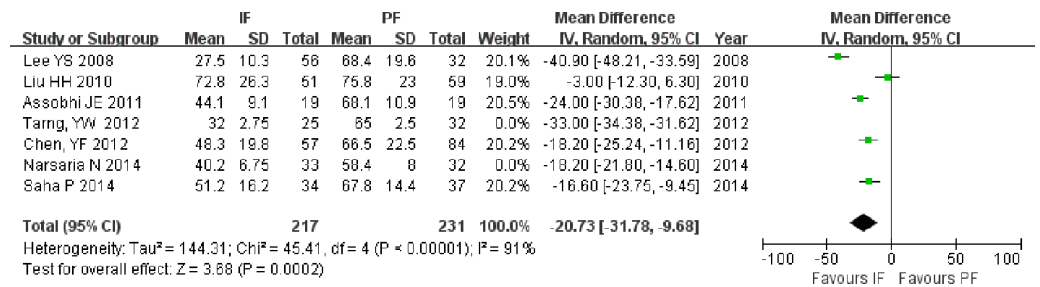 IF PF Mean Difference Mean Difference
Study or Subgroup Mean SD Total Mean SD Total Weight IV, Random, 95% CI Year IV, Random, 95% CI
Lee YS 2008 27.5 10.3 56 68.4 19.6 32 20.1% -40.90 [-48.21, -33.59] 2008
Liu HH 2010 72.8 26.3 51 75.8 23 59 19.0% -3.00 [-12.30, 6.30] 2010
Assobhi JE 2011 44.1 9.1 19 68.1 10.9 19 20.5% -24.00 [-30.38, -17.62] 2011
Tarng, YW 2012 32 2.75 25 65 2.5 32 0.0% -33.00 [-34.38, -31.62] 2012
Chen, YF 2012 48.3 19.8 57 66.5 22.5 84 20.2% -18.20 [-25.24, -11.16] 2012
Narsaria N 2014 40.2 6.75 33 58.4 8 32 0.0% -18.20 [-21.80, -14.60] 2014
Saha P 2014 51.2 16.2 34 67.8 14.4 37 20.2% -16.60 [-23.75, -9.45] 2014
Total (95% CI) 217 231 100.0% -20.73 [-31.78, -9.68]
Heterogeneity: Tau² = 144.31; Chi² = 45.41, df = 4 (P < 0.00001); I² = 91%
Test for overall effect: Z = 3.68 (P = 0.0002)
-100 -50 0 50 100
Favours IF Favours PF